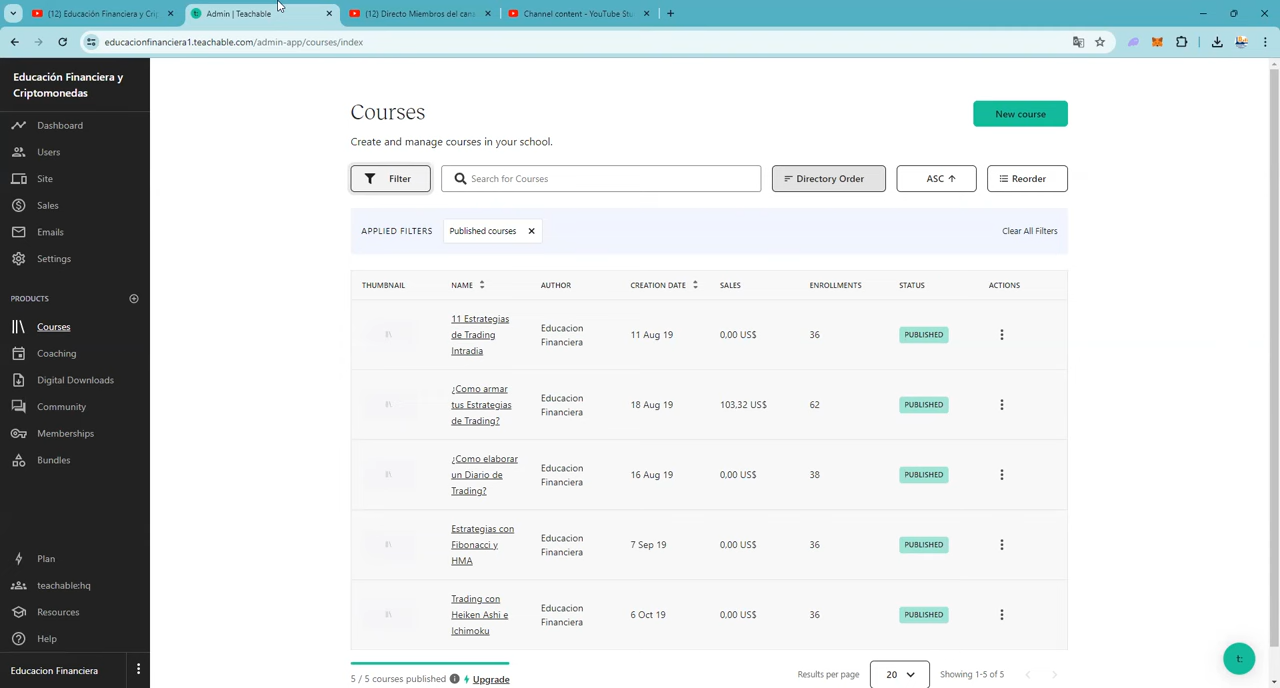 (12) Educación Financiera y Crip
Admin | Teachable
(12) Directo Miembros del cana
Channel content - YouTube Stu
educacionfinanciera1.teachable.com/admin-app/courses/index
Educación Financiera y
Criptomonedas
Dashboard
Users
Site
Sales
Emails
Settings
PRODUCTS
Courses
Coaching
Digital Downloads
Community
Memberships
Bundles
Plan
teachable:hq
Resources
Help
Educacion Financiera
Courses
New course
Create and manage courses in your school.
Filter
Search for Courses
Directory Order
ASC ↑
Reorder
APPLIED FILTERS
Published courses ×
Clear All Filters
THUMBNAIL NAME AUTHOR CREATION DATE SALES ENROLLMENTS STATUS ACTIONS
11 Estrategias
de Trading
Intradia
Educacion
Financiera
11 Aug 19
0,00 US$
36
PUBLISHED
¿Como armar
tus Estrategias
de Trading?
Educacion
Financiera
18 Aug 19
103,32 US$
62
PUBLISHED
¿Como elaborar
un Diario de
Trading?
Educacion
Financiera
16 Aug 19
0,00 US$
38
PUBLISHED
Estrategias con
Fibonacci y
HMA
Educacion
Financiera
7 Sep 19
0,00 US$
36
PUBLISHED
Trading con
Heiken Ashi e
Ichimoku
Educacion
Financiera
6 Oct 19
0,00 US$
36
PUBLISHED
5 / 5 courses published
Upgrade
Results per page
20
Showing 1-5 of 5
t: